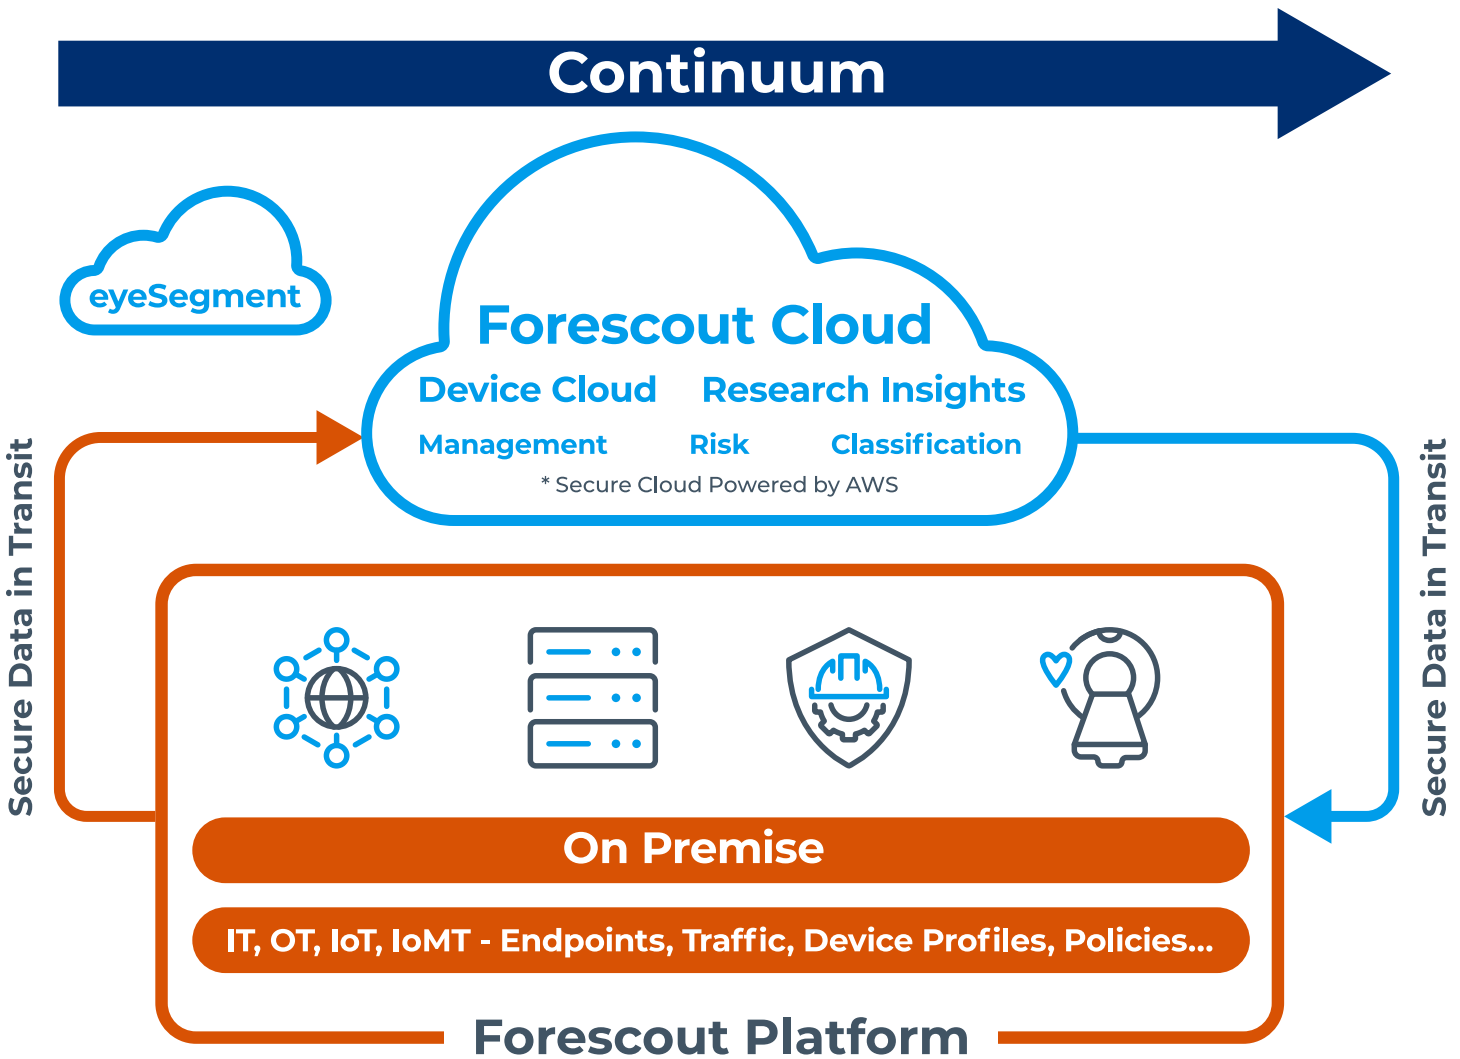 Continuum
eyeSegment
Forescout Cloud
Device Cloud Research Insights
Management Risk Classification
* Secure Cloud Powered by AWS
Secure Data in Transit
Secure Data in Transit
On Premise
IT, OT, IoT, IoMT - Endpoints, Traffic, Device Profiles, Policies...
Forescout Platform